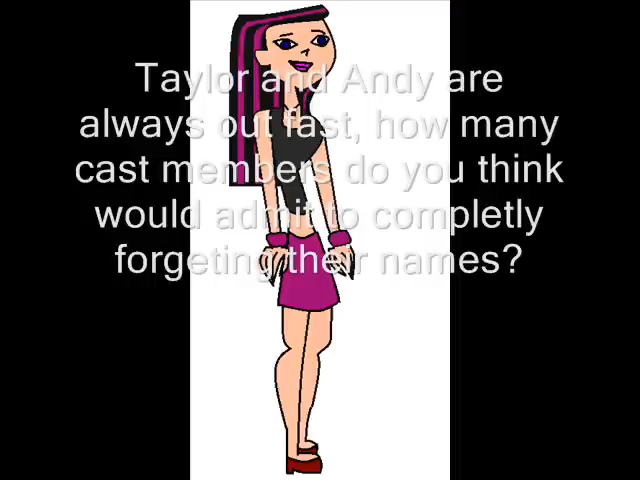 Taylor and Andy are
always out fast, how many
cast members do you think
would admit to completly
forgeting their names?